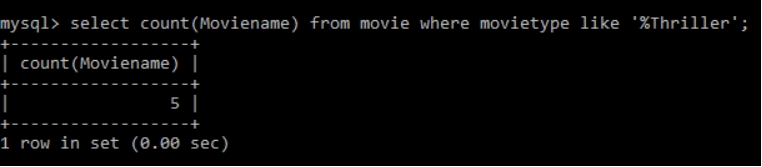 mysql> select count(Moviename) from movie where movietype like '%Thriller';
+------------------+
| count(Moviename) |
+------------------+
|                5 |
+------------------+
1 row in set (0.00 sec)